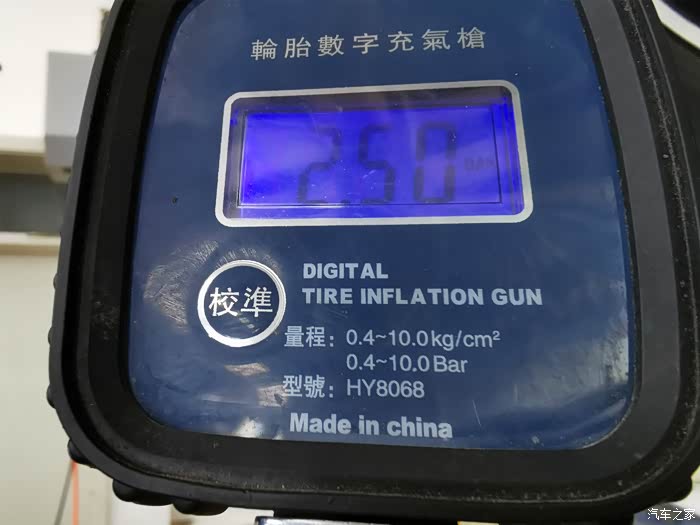 輪胎數字充氣槍
2.50 BAR
校準
DIGITAL
TIRE INFLATION GUN
量程：0.4~10.0kg/cm²
0.4~10.0Bar
型號：HY8068
Made in china
汽车之家